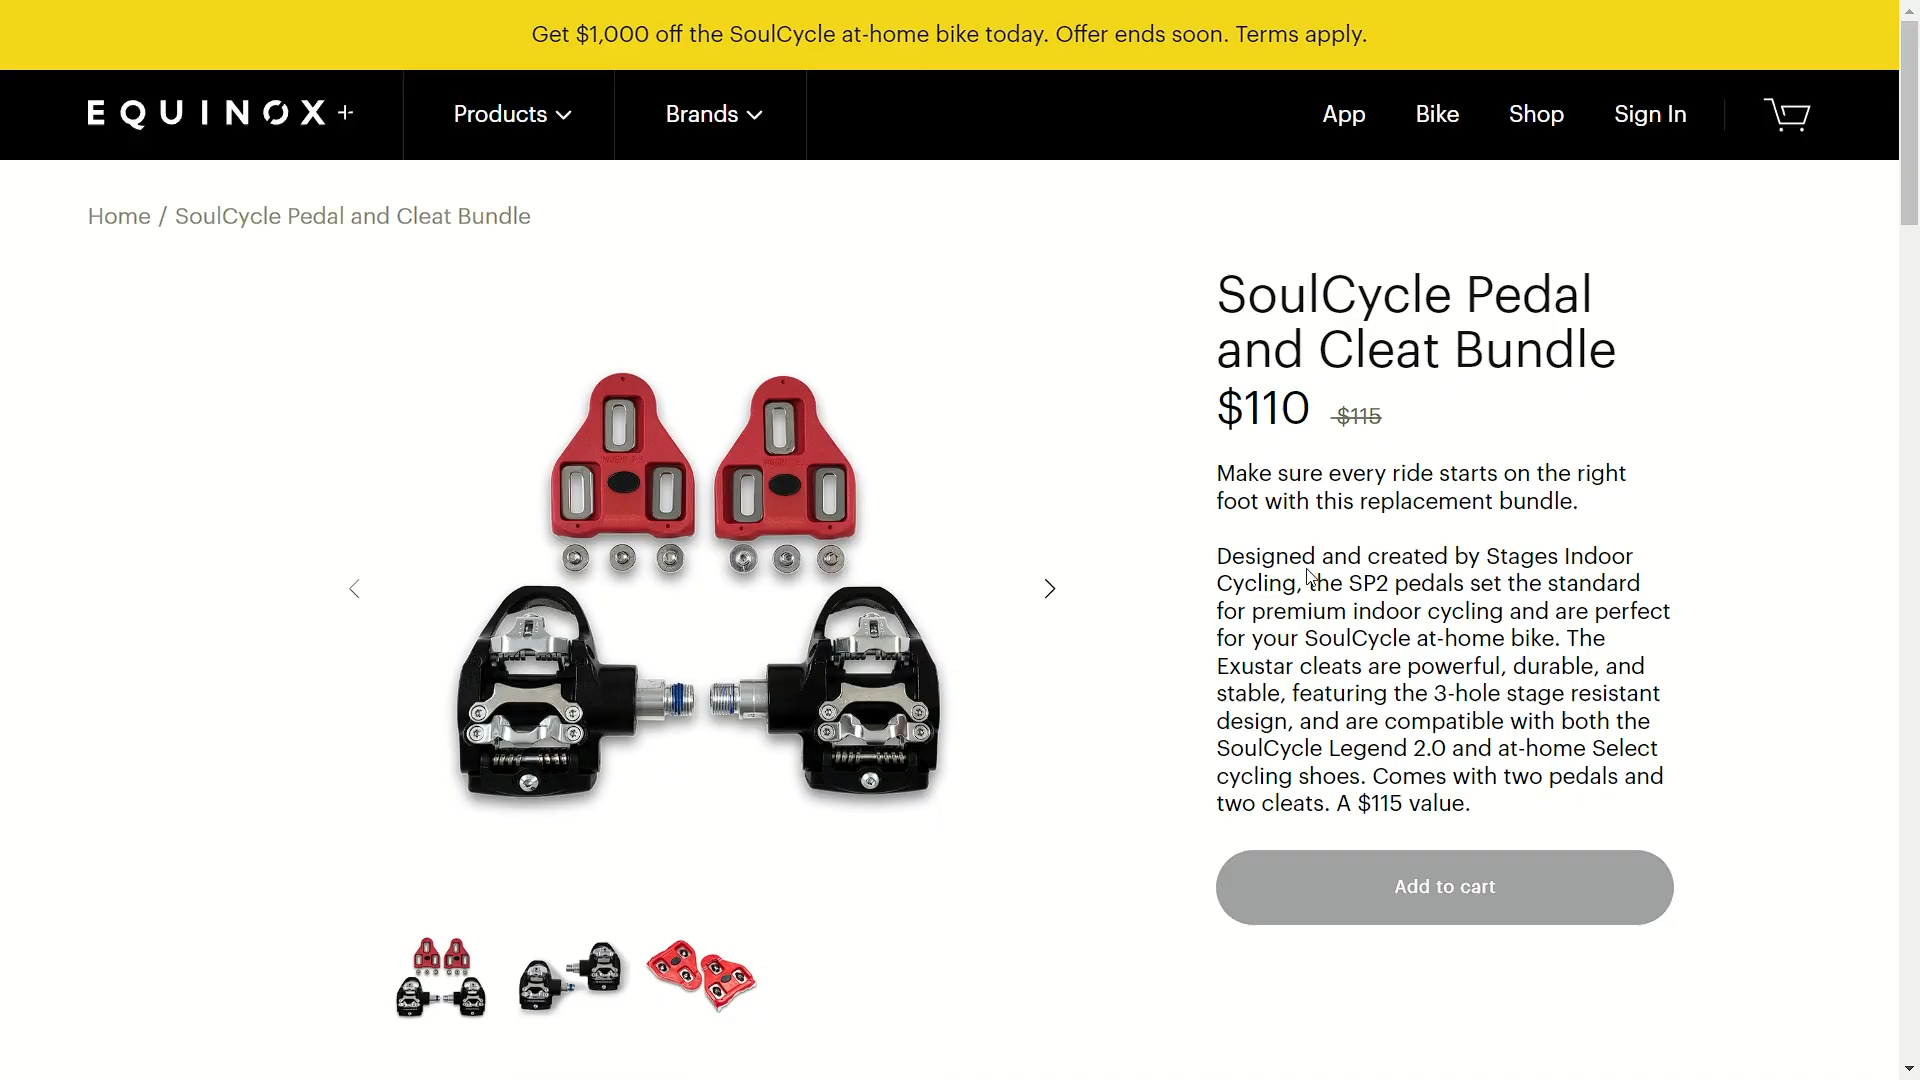 Get $1,000 off the SoulCycle at-home bike today. Offer ends soon. Terms apply.
EQUINOX+
Products
Brands
App
Bike
Shop
Sign In
Home / SoulCycle Pedal and Cleat Bundle
SoulCycle Pedal
and Cleat Bundle
$110 $115
Make sure every ride starts on the right
foot with this replacement bundle.
Designed and created by Stages Indoor
Cycling, the SP2 pedals set the standard
for premium indoor cycling and are perfect
for your SoulCycle at-home bike. The
Exustar cleats are powerful, durable, and
stable, featuring the 3-hole stage resistant
design, and are compatible with both the
SoulCycle Legend 2.0 and at-home Select
cycling shoes. Comes with two pedals and
two cleats. A $115 value.
Add to cart